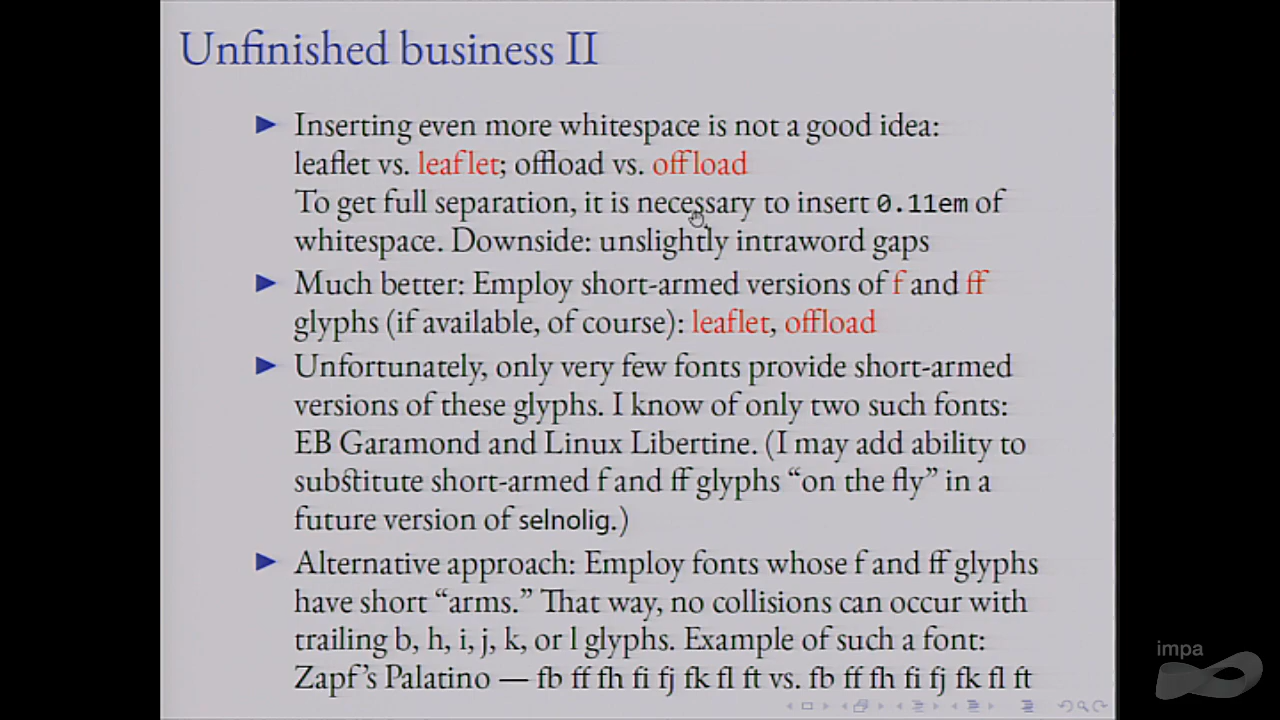 Unfinished business II
Inserting even more whitespace is not a good idea:
leaflet vs. leaflet; offload vs. offload
To get full separation, it is necessary to insert 0.11em of
whitespace. Downside: unslightly intraword gaps
Much better: Employ short-armed versions of f and ff
glyphs (if available, of course): leaflet, offload
Unfortunately, only very few fonts provide short-armed
versions of these glyphs. I know of only two such fonts:
EB Garamond and Linux Libertine. (I may add ability to
substitute short-armed f and ff glyphs “on the fly” in a
future version of selnolig.)
Alternative approach: Employ fonts whose f and ff glyphs
have short “arms.” That way, no collisions can occur with
trailing b, h, i, j, k, or l glyphs. Example of such a font:
Zapf’s Palatino — fb ff fh fi fj fk fl ft vs. fb ff fh fi fj fk fl ft
impa